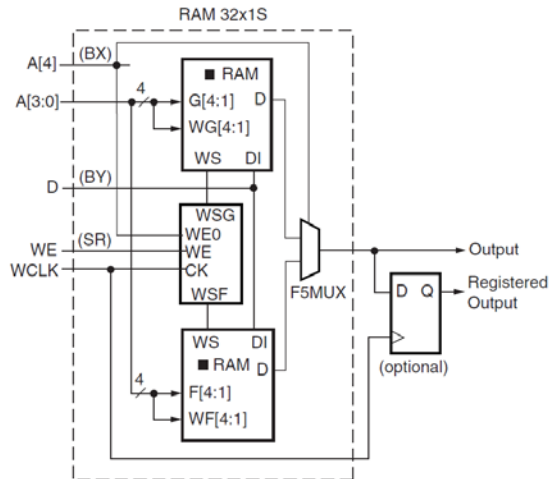 RAM 32x1S
A[4] (BX)
RAM
A[3:0] 4 G[4:1] D
WG[4:1]
WS DI
D (BY)
WSG
WE0
WE (SR) WE
WCLK CK
WSF
F5MUX
Output
D Q Registered
Output
(optional)
WS DI
RAM D
4 F[4:1]
WF[4:1]